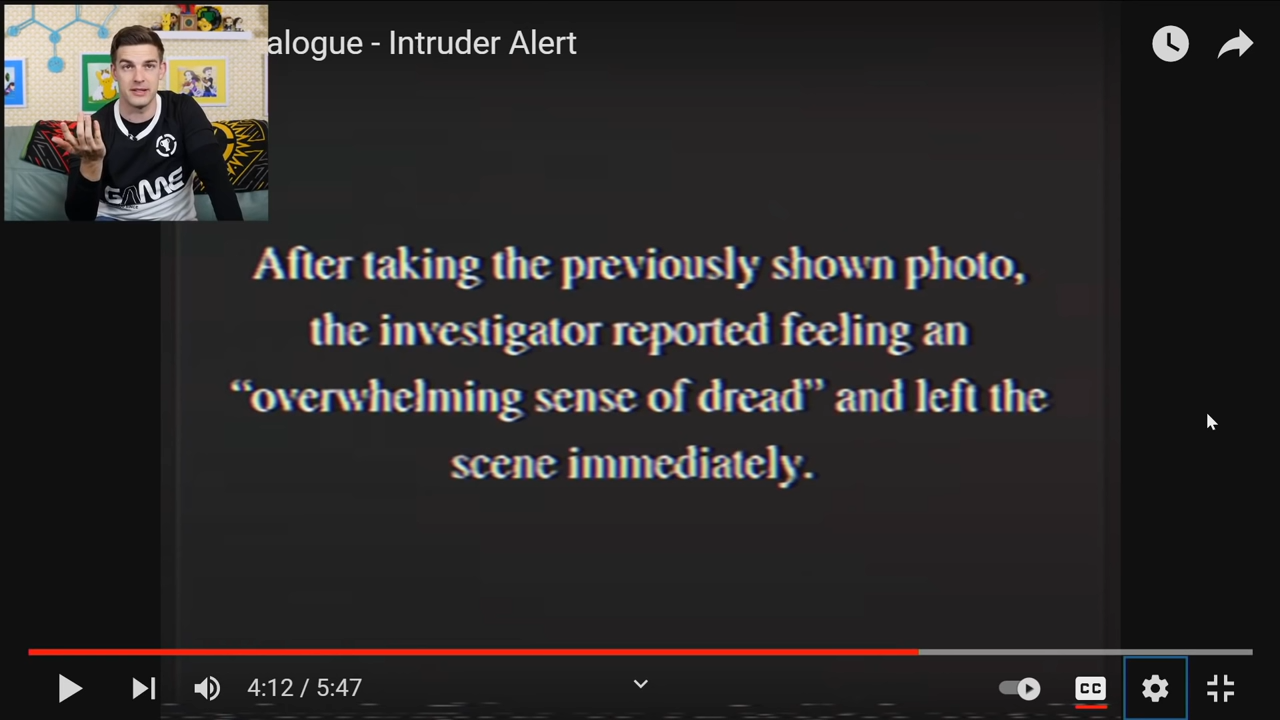 alogue - Intruder Alert
GAME
After taking the previously shown photo,
the investigator reported feeling an
“overwhelming sense of dread” and left the
scene immediately.
4:12 / 5:47
CC